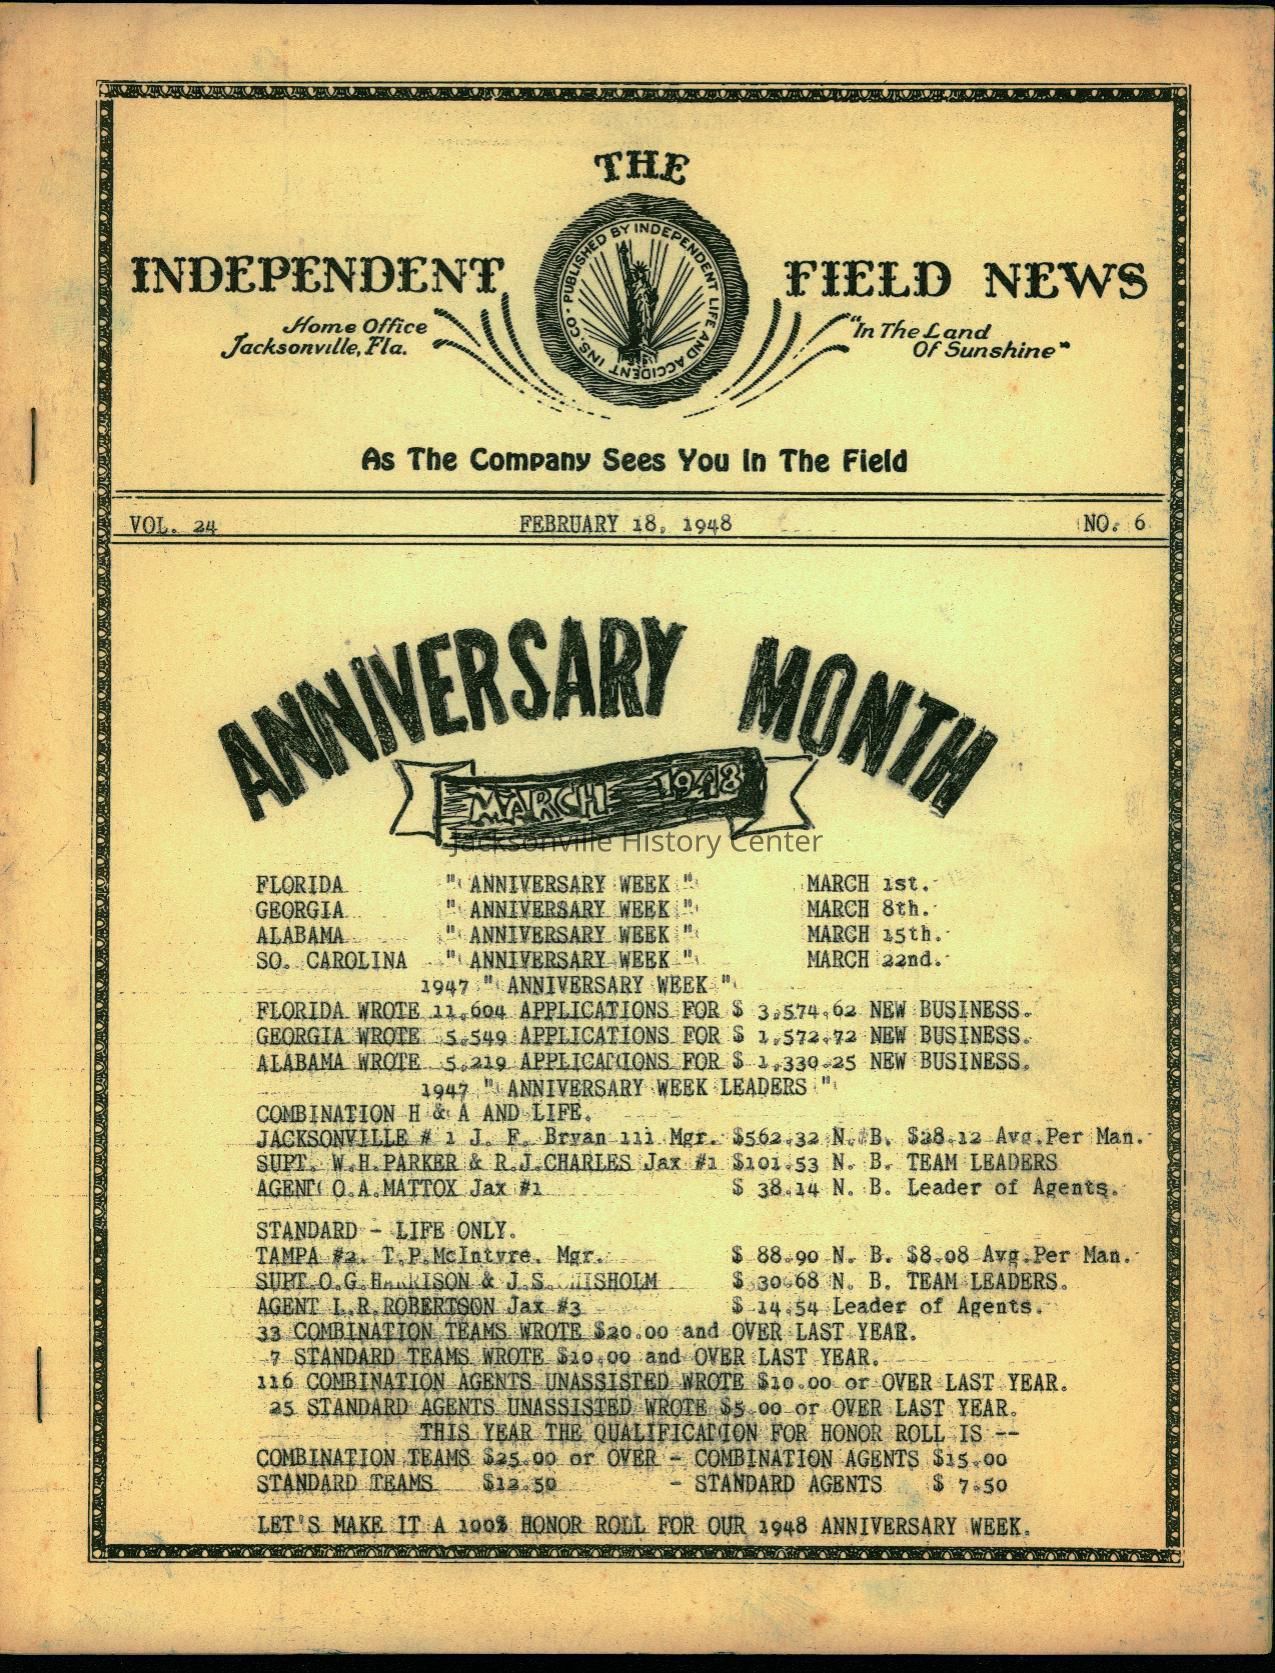 THE
INDEPENDENT FIELD NEWS
PUBLISHED BY INDEPENDENT LIFE AND ACCIDENT INS. CO.
Home Office
Jacksonville, Fla.
"In The Land
Of Sunshine"
As The Company Sees You In The Field
VOL. 24 FEBRUARY 18, 1948 NO. 6
ANNIVERSARY MONTH
MARCH 1948
Jacksonville History Center
FLORIDA " ANNIVERSARY WEEK " MARCH 1st.
GEORGIA " ANNIVERSARY WEEK " MARCH 8th.
ALABAMA " ANNIVERSARY WEEK " MARCH 15th.
SO. CAROLINA " ANNIVERSARY WEEK " MARCH 22nd.
1947 " ANNIVERSARY WEEK "
FLORIDA WROTE 11,604 APPLICATIONS FOR $ 3,574.62 NEW BUSINESS.
GEORGIA WROTE 5,549 APPLICATIONS FOR $ 1,572.72 NEW BUSINESS.
ALABAMA WROTE 5,219 APPLICATIONS FOR $ 1,330.25 NEW BUSINESS.
1947 " ANNIVERSARY WEEK LEADERS "
COMBINATION H & A AND LIFE.
JACKSONVILLE # 1 J. F. Bryan 111 Mgr. $562.32 N. B. $28.12 Avg.Per Man.
SUPT. W.H.PARKER & R.J.CHARLES Jax #1 $101.53 N. B. TEAM LEADERS
AGENT O.A.MATTOX Jax #1 $ 38.14 N. B. Leader of Agents.
STANDARD - LIFE ONLY.
TAMPA #2. T.P.McIntyre. Mgr. $ 88.90 N. B. $8.08 Avg.Per Man.
SUPT.O.G. & J.S. $ 30.68 N. B. TEAM LEADERS.
AGENT L.R.ROBERTSON Jax #3 $ 14.54 Leader of Agents.
33 COMBINATION TEAMS WROTE $20.00 and OVER LAST YEAR.
7 STANDARD TEAMS WROTE $10.00 and OVER LAST YEAR.
116 COMBINATION AGENTS UNASSISTED WROTE $10.00 or OVER LAST YEAR.
25 STANDARD AGENTS UNASSISTED WROTE $5.00 or OVER LAST YEAR.
THIS YEAR THE QUALIFICATION FOR HONOR ROLL IS --
COMBINATION TEAMS $25.00 or OVER - COMBINATION AGENTS $15.00
STANDARD TEAMS $12.50 - STANDARD AGENTS $ 7.50
LET'S MAKE IT A 100% HONOR ROLL FOR OUR 1948 ANNIVERSARY WEEK.